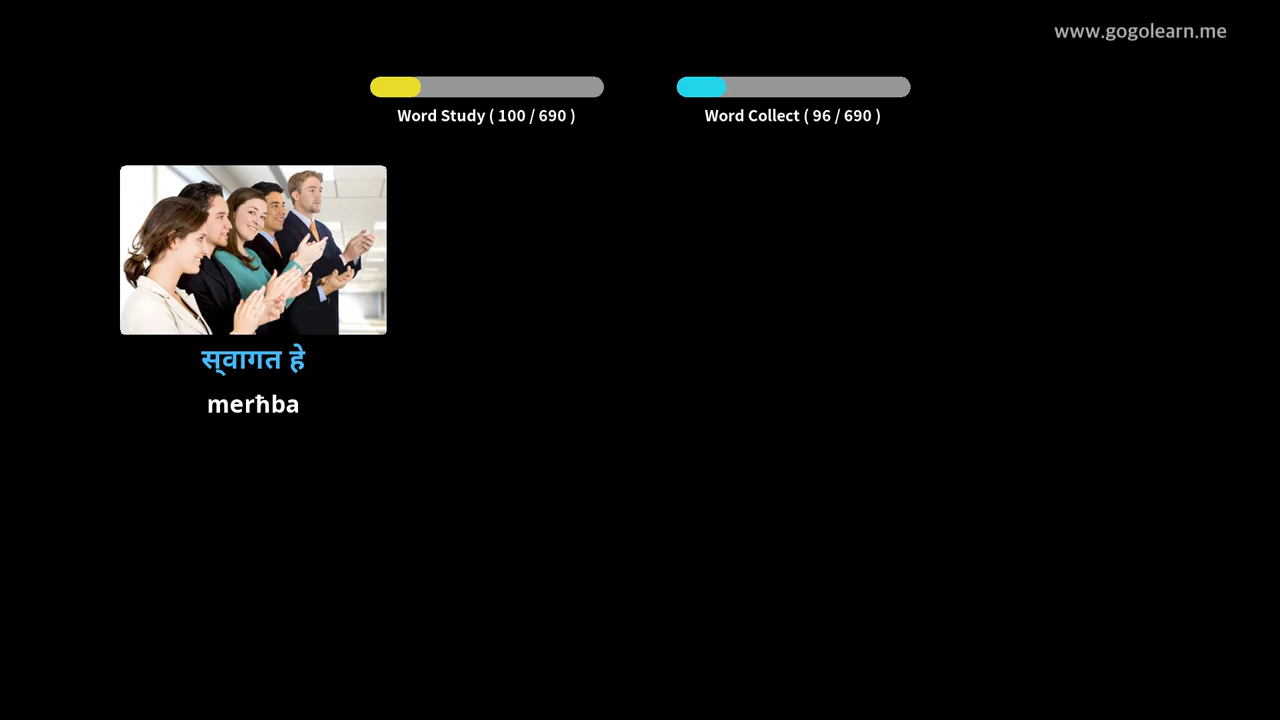 www.gogolearn.me
Word Study ( 100 / 690 )
Word Collect ( 96 / 690 )
स्वागत हे
merħba